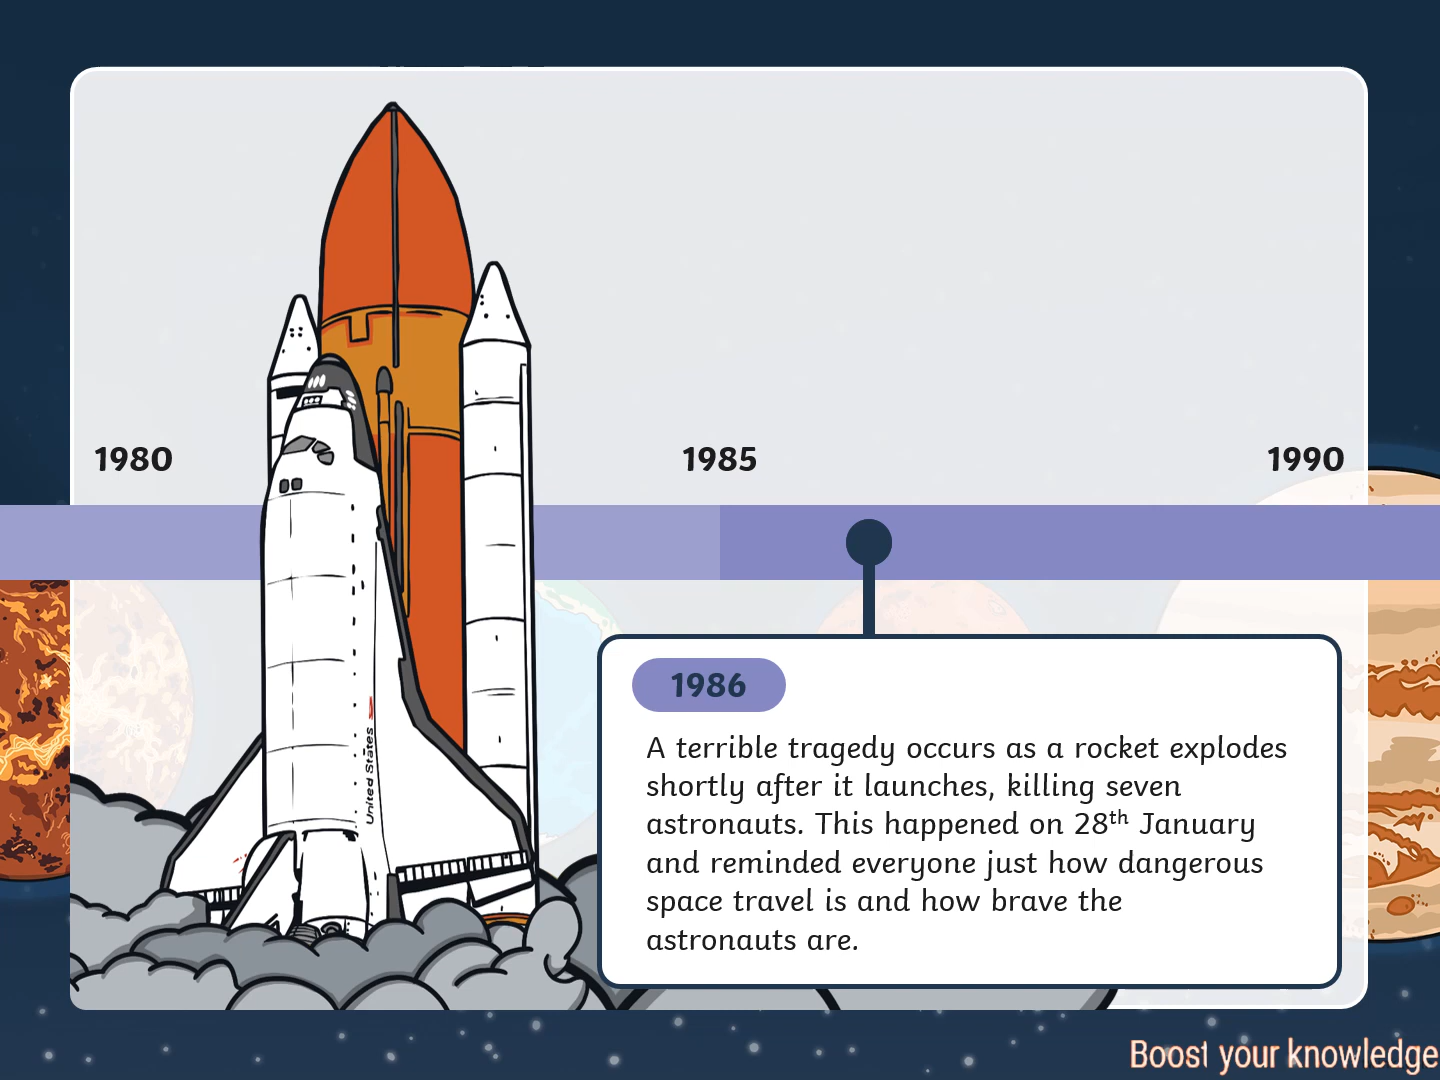 1980
1985
1990
United States
1986
A terrible tragedy occurs as a rocket explodes
shortly after it launches, killing seven
astronauts. This happened on 28th January
and reminded everyone just how dangerous
space travel is and how brave the
astronauts are.
Boost your knowledge